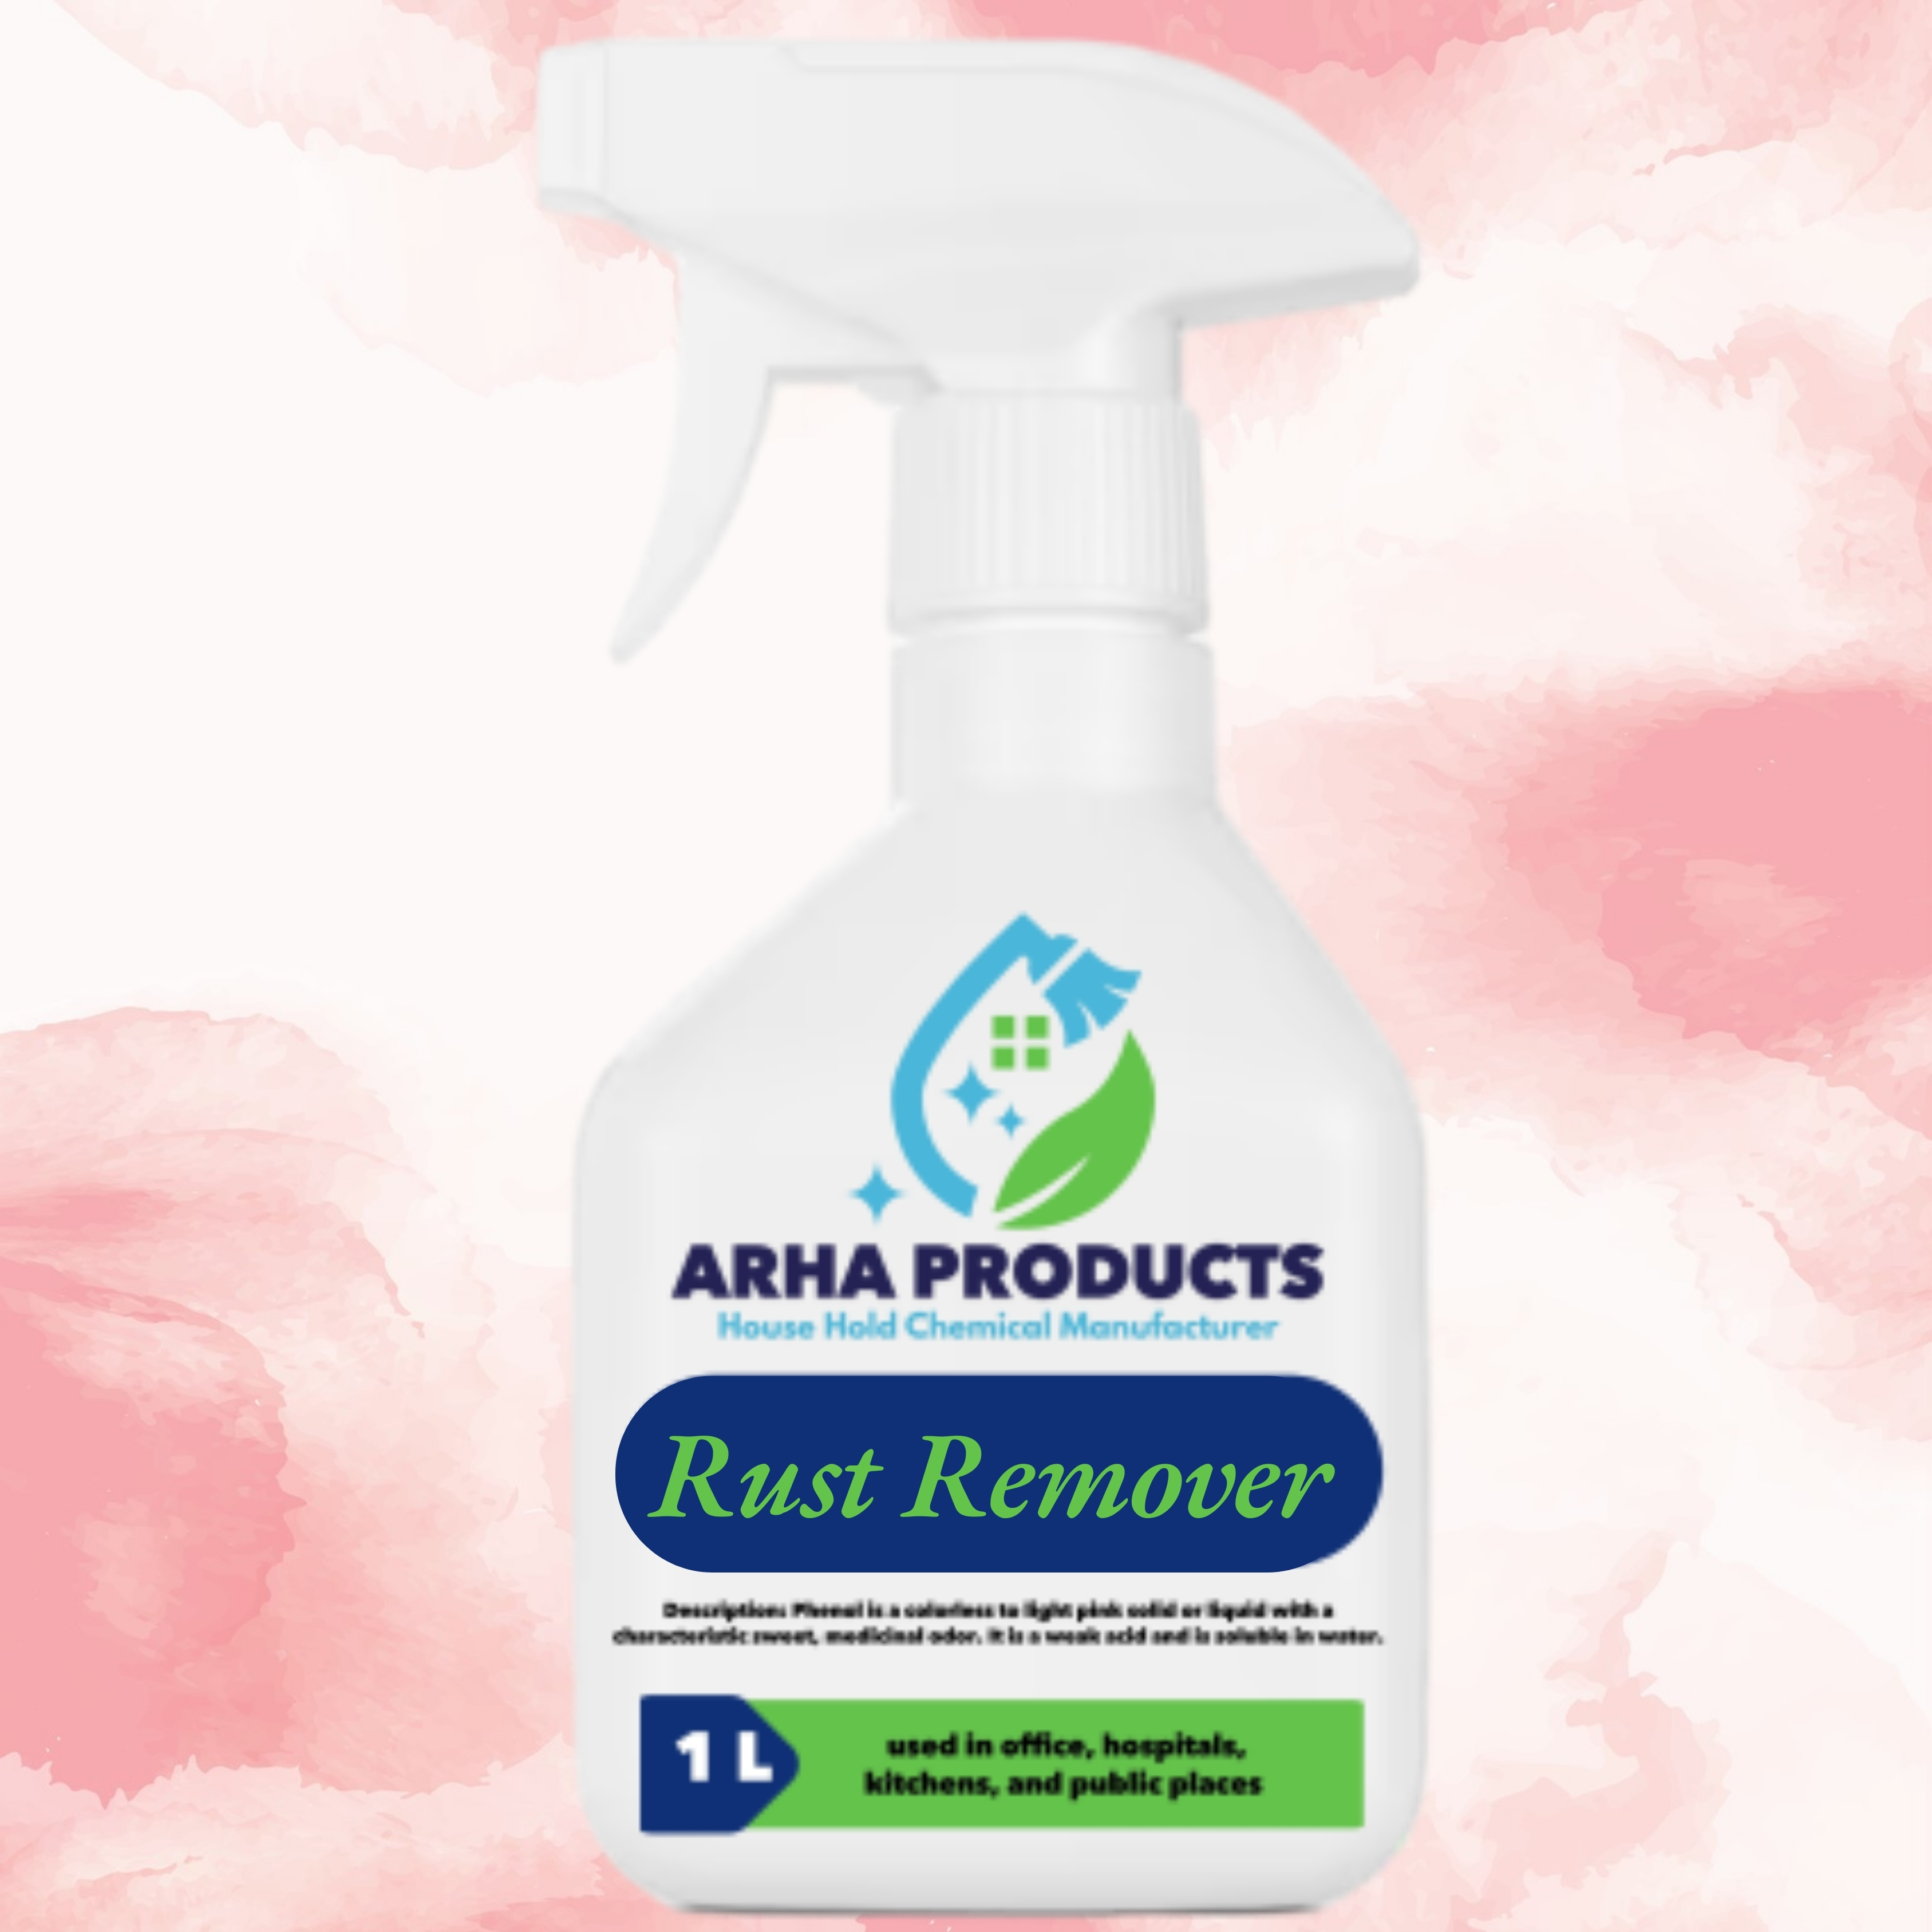 ARHA PRODUCTS
House Hold Chemical Manufacturer
Rust Remover
Description: Phenol is a colorless to light pink solid or liquid with a
characteristic sweet, medicinal odor. It is a weak acid and is soluble in water.
1 L
used in office, hospitals,
kitchens, and public places